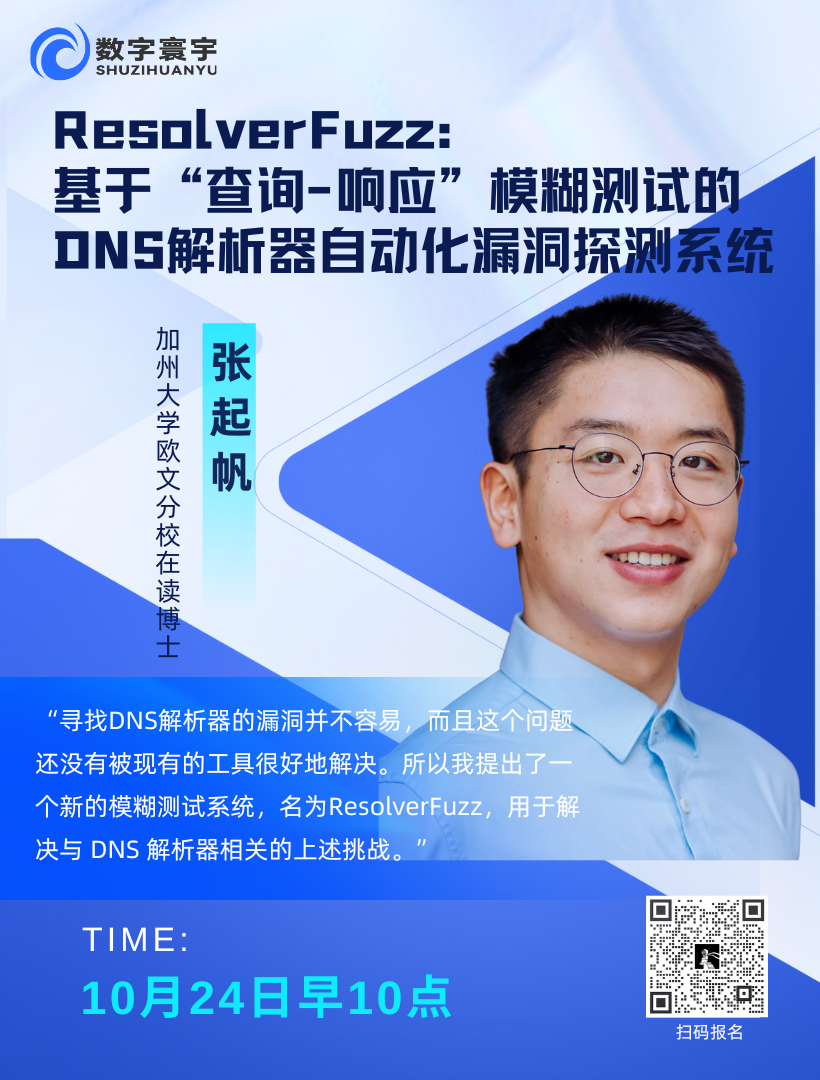 数字寰宇
SHUZIHUANYU
ResolverFuzz:
基于“查询-响应”模糊测试的
DNS解析器自动化漏洞探测系统
张起帆
加州大学欧文分校在读博士
“寻找DNS解析器的漏洞并不容易，而且这个问题
还没有被现有的工具很好地解决。所以我提出了一
个新的模糊测试系统，名为ResolverFuzz，用于解
决与 DNS 解析器相关的上述挑战。”
TIME:
10月24日早10点
扫码报名